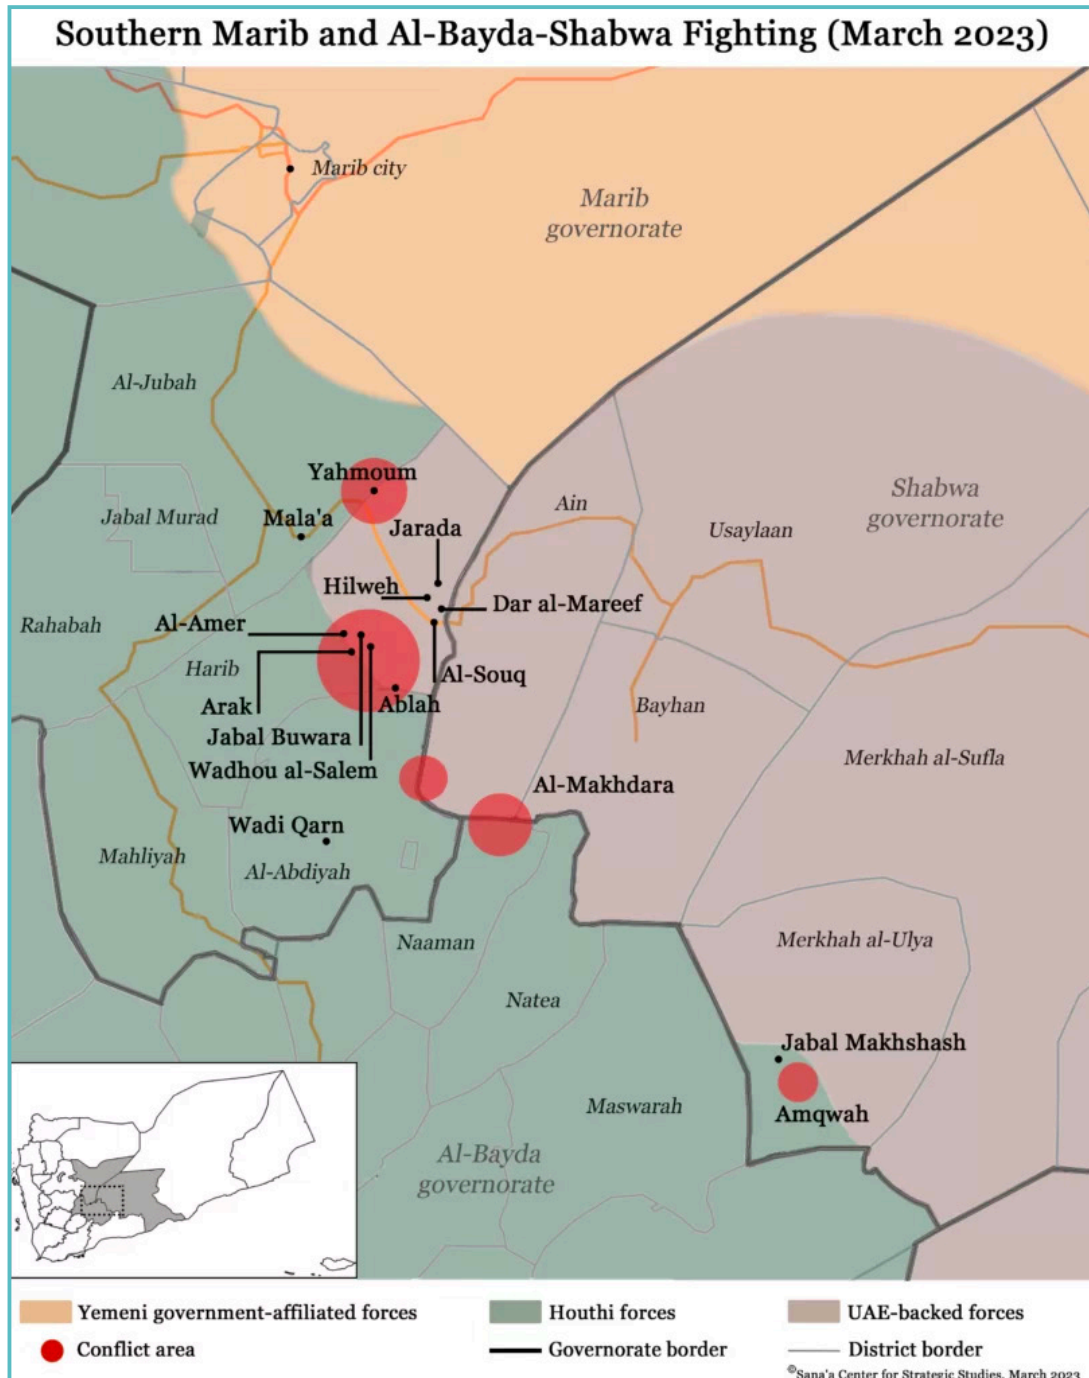 Southern Marib and Al-Bayda-Shabwa Fighting (March 2023)
Marib city
Marib
governorate
Al-Jubah
Yahmoum
Ain
Shabwa
governorate
Jabal Murad
Mala'a
Jarada
Usaylaan
Hilweh
Dar al-Mareef
Rahabah
Al-Amer
Harib
Al-Souq
Arak
Ablah
Bayhan
Jabal Buwara
Wadhou al-Salem
Merkhah al-Sufla
Al-Makhdara
Wadi Qarn
Mahliyah
Al-Abdiyah
Naaman
Merkhah al-Ulya
Natea
Jabal Makhshash
Maswarah
Amqwah
Al-Bayda
governorate
Yemeni government-affiliated forces
Houthi forces
UAE-backed forces
Conflict area
Governorate border
District border
©Sana'a Center for Strategic Studies, March 2023